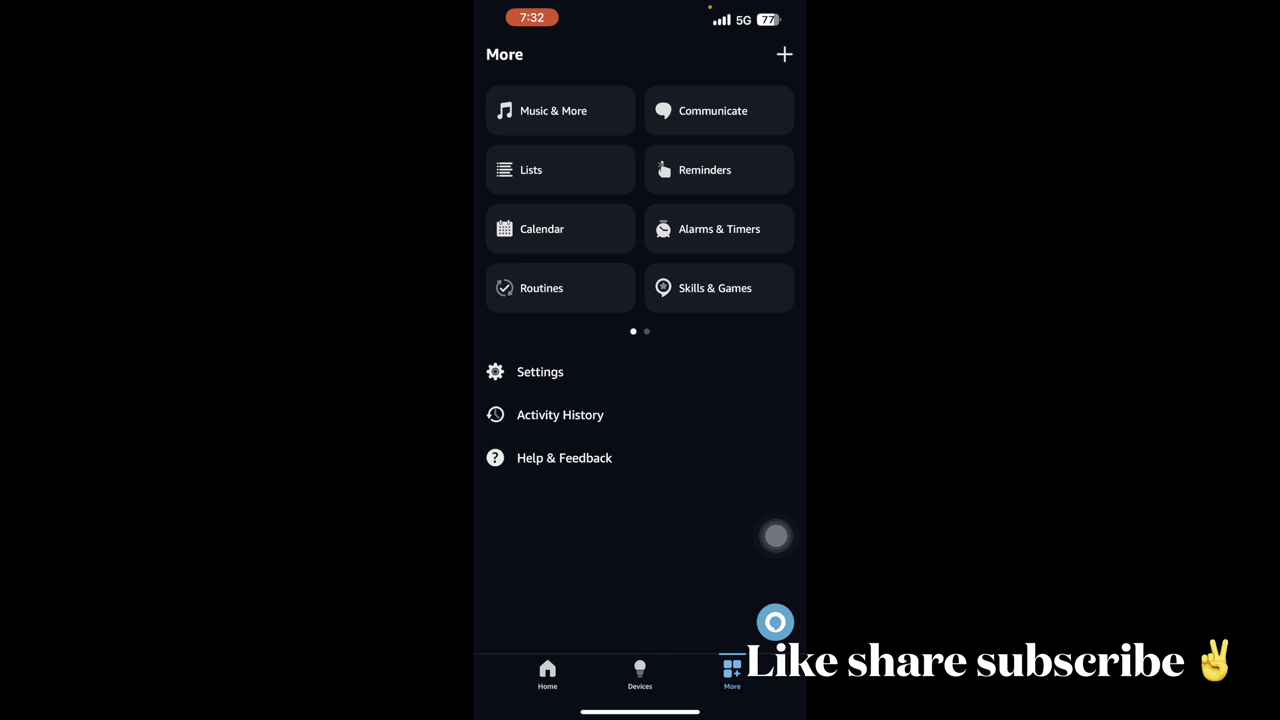 7:32
5G 77
More
Music & More
Communicate
Lists
Reminders
Calendar
Alarms & Timers
Routines
Skills & Games
Settings
Activity History
Help & Feedback
Like share subscribe ✌️
Home
Devices
More